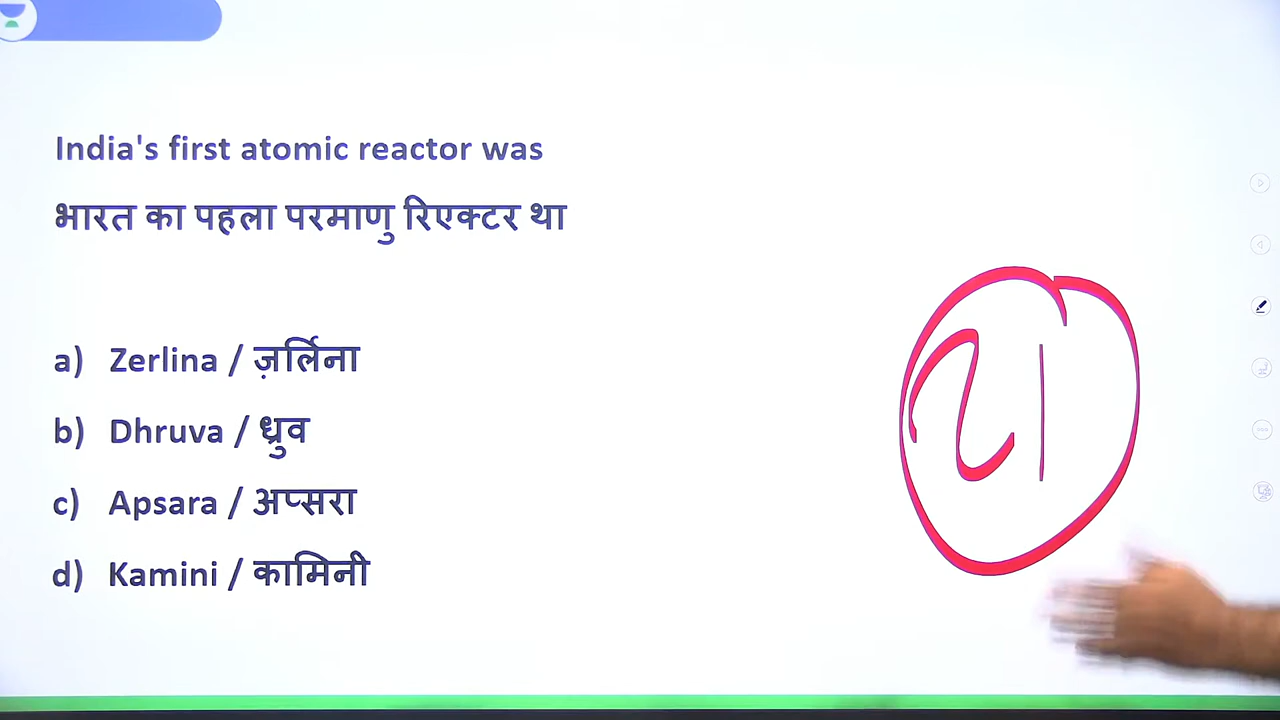 India's first atomic reactor was
भारत का पहला परमाणु रिएक्टर था
a) Zerlina / ज़र्लिना
b) Dhruva / ध्रुव
c) Apsara / अप्सरा
d) Kamini / कामिनी